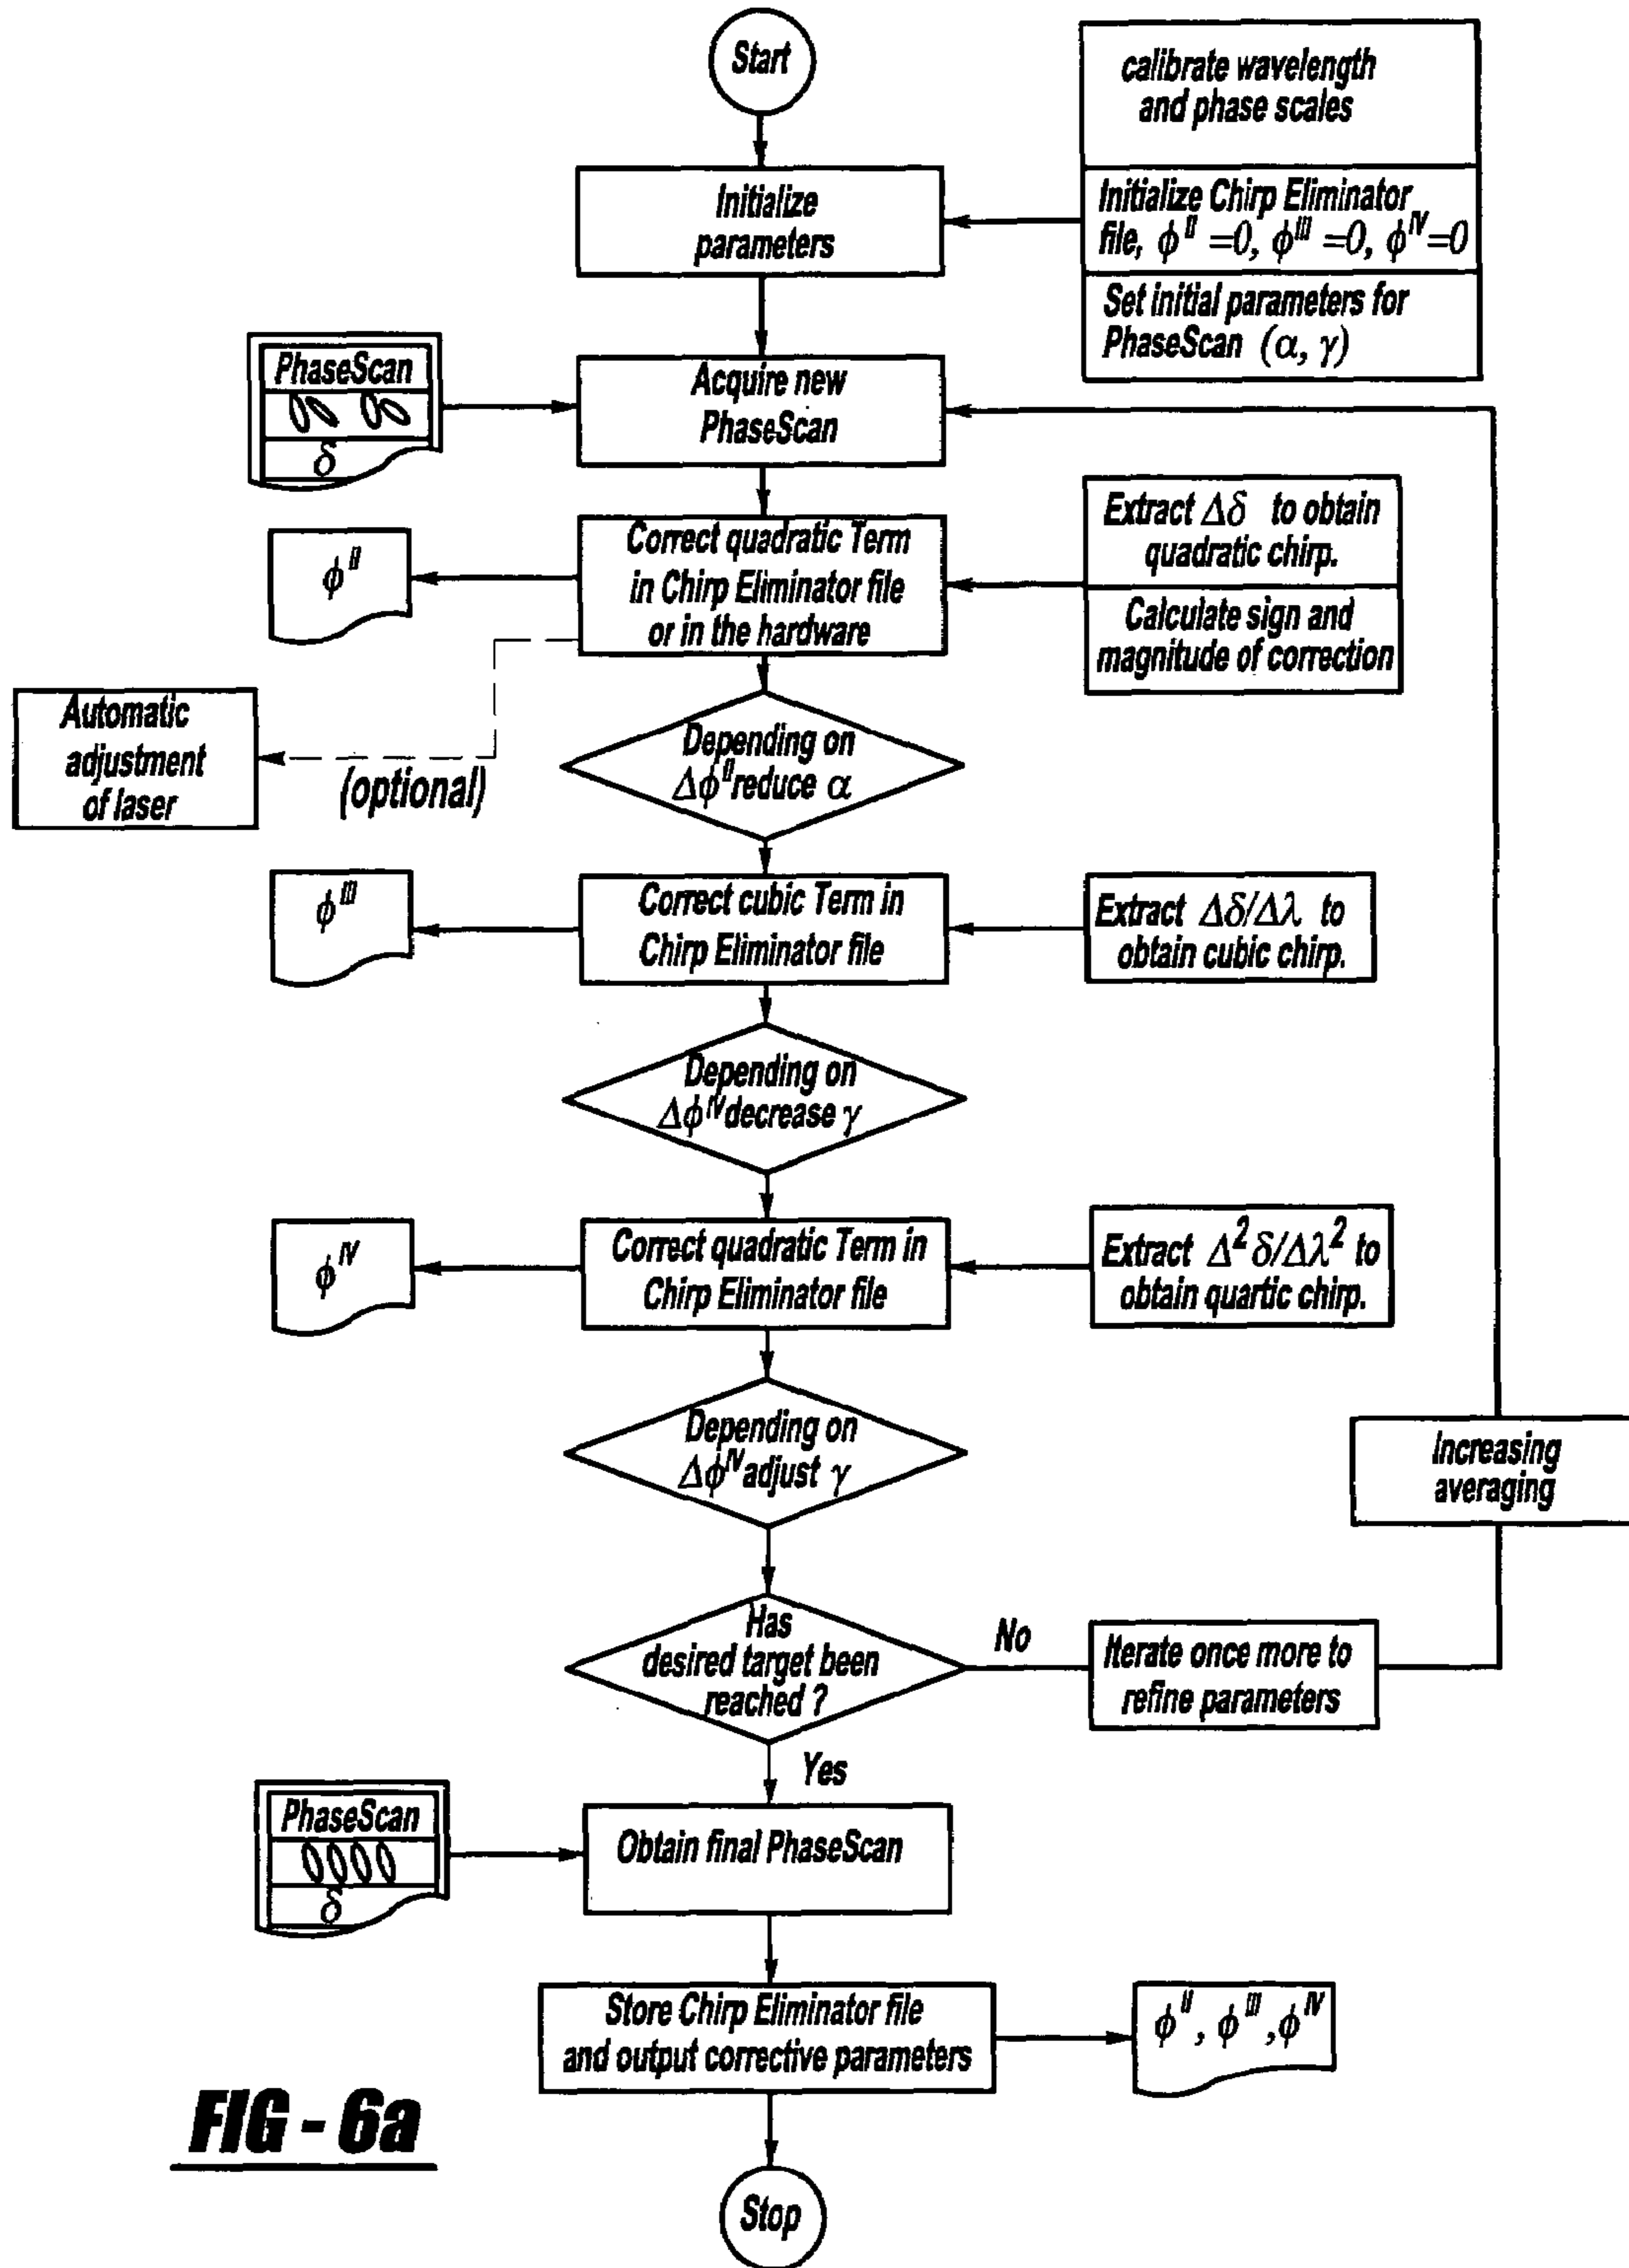 Start
calibrate wavelength
and phase scales
Initialize
parameters
Initialize Chirp Eliminator
file, ϕ^II =0, ϕ^III =0, ϕ^IV=0
Set initial parameters for
PhaseScan (α, γ)
PhaseScan
δ
Acquire new
PhaseScan
ϕ^II
Correct quadratic Term
in Chirp Eliminator file
or in the hardware
Extract Δδ to obtain
quadratic chirp.
Calculate sign and
magnitude of correction
Automatic
adjustment
of laser
(optional)
Depending on
Δϕ^II reduce α
ϕ^III
Correct cubic Term in
Chirp Eliminator file
Extract Δδ/Δλ to
obtain cubic chirp.
Depending on
Δϕ^IV decrease γ
ϕ^IV
Correct quadratic Term in
Chirp Eliminator file
Extract Δ² δ/Δλ² to
obtain quartic chirp.
Depending on
Δϕ^IV adjust γ
Increasing
averaging
Has
desired target been
reached ?
No
Iterate once more to
refine parameters
Yes
PhaseScan
δ
Obtain final PhaseScan
Store Chirp Eliminator file
and output corrective parameters
ϕ^II, ϕ^III, ϕ^IV
FIG - 6a
Stop